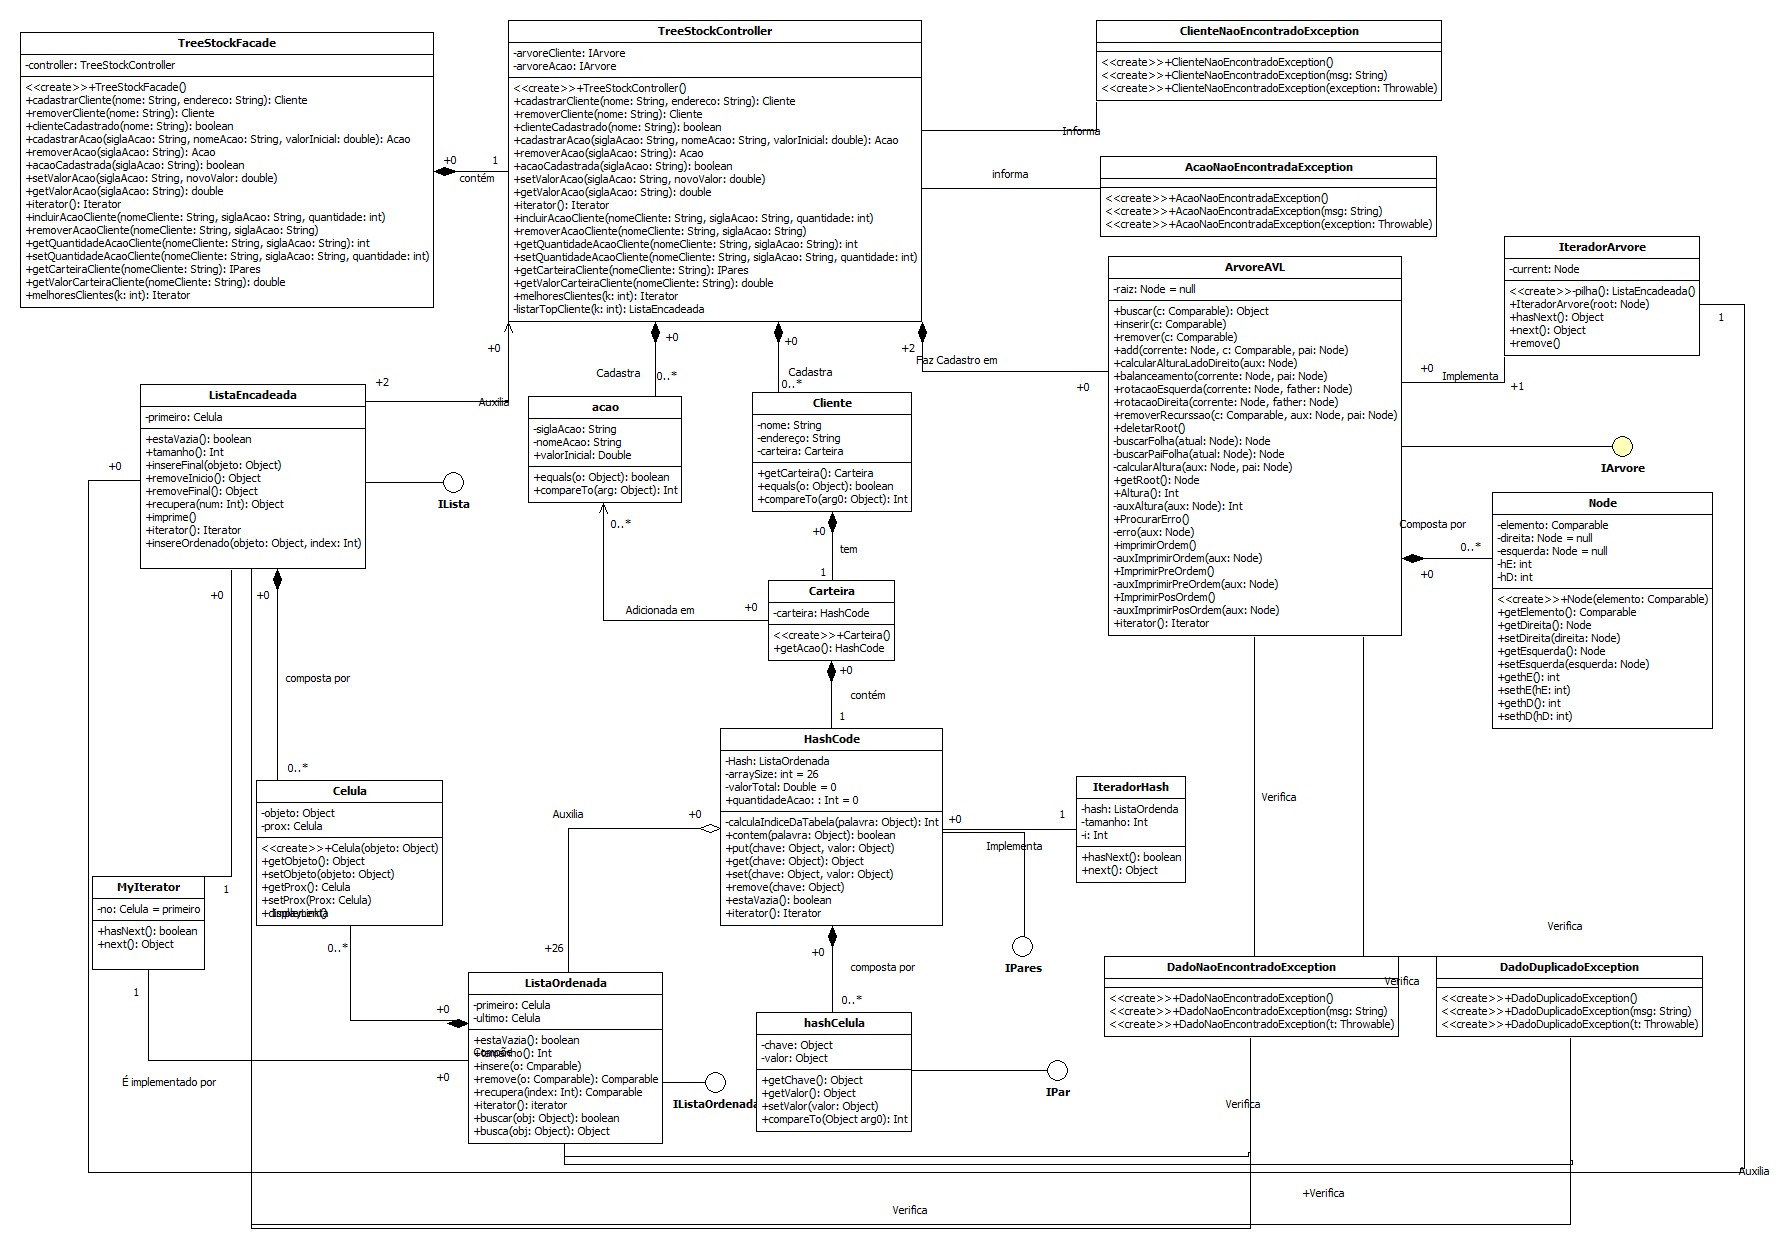 TreeStockFacade
-controller: TreeStockController
<<create>>+TreeStockFacade()
+cadastrarCliente(nome: String, endereco: String): Cliente
+removerCliente(nome: String): Cliente
+clienteCadastrado(nome: String): boolean
+cadastrarAcao(siglaAcao: String, nomeAcao: String, valorInicial: double): Acao
+removerAcao(siglaAcao: String): Acao
+acaoCadastrada(siglaAcao: String): boolean
+setValorAcao(siglaAcao: String, novoValor: double)
+getValorAcao(siglaAcao: String): double
+iterator(): Iterator
+incluirAcaoCliente(nomeCliente: String, siglaAcao: String, quantidade: int)
+removerAcaoCliente(nomeCliente: String, siglaAcao: String)
+getQuantidadeAcaoCliente(nomeCliente: String, siglaAcao: String): int
+setQuantidadeAcaoCliente(nomeCliente: String, siglaAcao: String, quantidade: int)
+getCarteiraCliente(nomeCliente: String): IPares
+getValorCarteiraCliente(nomeCliente: String): double
+melhoresClientes(k: int): Iterator
+0
1
contém
TreeStockController
-arvoreCliente: IArvore
-arvoreAcao: IArvore
<<create>>+TreeStockController()
+cadastrarCliente(nome: String, endereco: String): Cliente
+removerCliente(nome: String): Cliente
+clienteCadastrado(nome: String): boolean
+cadastrarAcao(siglaAcao: String, nomeAcao: String, valorInicial: double): Acao
+removerAcao(siglaAcao: String): Acao
+acaoCadastrada(siglaAcao: String): boolean
+setValorAcao(siglaAcao: String, novoValor: double)
+getValorAcao(siglaAcao: String): double
+iterator(): Iterator
+incluirAcaoCliente(nomeCliente: String, siglaAcao: String, quantidade: int)
+removerAcaoCliente(nomeCliente: String, siglaAcao: String)
+getQuantidadeAcaoCliente(nomeCliente: String, siglaAcao: String): int
+setQuantidadeAcaoCliente(nomeCliente: String, siglaAcao: String, quantidade: int)
+getCarteiraCliente(nomeCliente: String): IPares
+getValorCarteiraCliente(nomeCliente: String): double
+melhoresClientes(k: int): Iterator
-listarTopCliente(k: int): ListaEncadeada
ClienteNaoEncontradoException
<<create>>+ClienteNaoEncontradoException()
<<create>>+ClienteNaoEncontradoException(msg: String)
<<create>>+ClienteNaoEncontradoException(exception: Throwable)
Informa
AcaoNaoEncontradaException
<<create>>+AcaoNaoEncontradaException()
<<create>>+AcaoNaoEncontradaException(msg: String)
<<create>>+AcaoNaoEncontradaException(exception: Throwable)
informa
IteradorArvore
-current: Node
<<create>>-pilha(): ListaEncadeada()
+IteradorArvore(root: Node)
+hasNext(): Object
+next(): Object
+remove()
1
+0
Implementa
+1
ArvoreAVL
-raiz: Node = null
+buscar(c: Comparable): Object
+inserir(c: Comparable)
+remover(c: Comparable)
+add(corrente: Node, c: Comparable, pai: Node)
+calcularAlturaLadoDireito(aux: Node)
+balanceamento(corrente: Node, pai: Node)
+rotacaoEsquerda(corrente: Node, father: Node)
+rotacaoDireita(corrente: Node, father: Node)
+removerRecurssao(c: Comparable, aux: Node, pai: Node)
+deletarRoot()
-buscarFolha(atual: Node): Node
-buscarPaiFolha(atual: Node): Node
-calcularAltura(aux: Node, pai: Node)
+getRoot(): Node
+Altura(): Int
-auxAltura(aux: Node): Int
+ProcurarErro()
-erro(aux: Node)
+imprimirOrdem()
-auxImprimirOrdem(aux: Node)
+ImprimirPreOrdem()
-auxImprimirPreOrdem(aux: Node)
+ImprimirPosOrdem()
-auxImprimirPosOrdem(aux: Node)
+iterator(): Iterator
+2
Faz Cadastro em
+0
IArvore
Node
-elemento: Comparable
-direita: Node = null
-esquerda: Node = null
-hE: int
-hD: int
<<create>>+Node(elemento: Comparable)
+getElemento(): Comparable
+getDireita(): Node
+setDireita(direita: Node)
+getEsquerda(): Node
+setEsquerda(esquerda: Node)
+gethE(): int
+sethE(hE: int)
+gethD(): int
+sethD(hD: int)
Composto por
0..*
+0
+0
+2
Auxilia
+0
Cadastra
0..*
+0
Cadastra
0..*
ListaEncadeada
-primeiro: Celula
+estaVazia(): boolean
+tamanho(): Int
+insereFinal(objeto: Object)
+removeInicio(): Object
+removeFinal(): Object
+recupera(num: Int): Object
+imprime()
+iterator(): Iterator
+insereOrdenado(objeto: Object, index: Int)
+0
ILista
acao
-siglaAcao: String
-nomeAcao: String
+valorInicial: Double
+equals(o: Object): boolean
+compareTo(arg: Object): Int
Cliente
-nome: String
-endereço: String
-carteira: Carteira
+getCarteira(): Carteira
+equals(o: Object): boolean
+compareTo(arg0: Object): Int
0..*
+0
tem
1
Adicionada em
+0
Carteira
-carteira: HashCode
<<create>>+Carteira()
+getAcao(): HashCode
+0
contém
1
+0
+0
composta por
0..*
HashCode
-Hash: ListaOrdenada
-arraySize: int = 26
-valorTotal: Double = 0
+quantidadeAcao: : Int = 0
-calculaIndiceDaTabela(palavra: Object): Int
+contem(palavra: Object): boolean
+put(chave: Object, valor: Object)
+get(chave: Object): Object
+set(chave: Object, valor: Object)
+remove(chave: Object)
+estaVazia(): boolean
+iterator(): Iterator
Auxilia
+0
+26
+0
1
Implementa
IteradorHash
-hash: ListaOrdenda
-tamanho: Int
-i: Int
+hasNext(): boolean
+next(): Object
IPares
Verifica
Verifica
Celula
-objeto: Object
-prox: Celula
<<create>>+Celula(objeto: Object)
+getObjeto(): Object
+setObjeto(objeto: Object)
+getProx(): Celula
+setProx(Prox: Celula)
MyIterator
-no: Celula = primeiro
+hasNext(): boolean
+next(): Object
1
1
É implementado por
0..*
+0
+0
ListaOrdenada
-primeiro: Celula
-ultimo: Celula
+estaVazia(): boolean
+tamanho(): Int
+insere(o: Cmparable)
+remove(o: Comparable): Comparable
+recupera(index: Int): Comparable
+iterator(): iterator
+buscar(obj: Object): boolean
+busca(obj: Object): Object
IListaOrdenada
+0
composta por
0..*
hashCelula
-chave: Object
-valor: Object
+getChave(): Object
+getValor(): Object
+setValor(valor: Object)
+compareTo(Object arg0): Int
IPar
DadoNaoEncontradoException
<<create>>+DadoNaoEncontradoException()
<<create>>+DadoNaoEncontradoException(msg: String)
<<create>>+DadoNaoEncontradoException(t: Throwable)
Verifica
DadoDuplicadoException
<<create>>+DadoDuplicadoException()
<<create>>+DadoDuplicadoException(msg: String)
<<create>>+DadoDuplicadoException(t: Throwable)
Verifica
Auxilia
+Verifica
Verifica